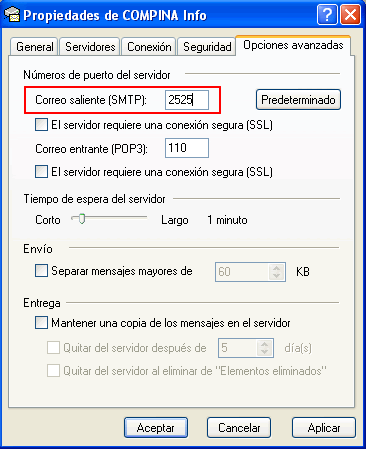 Propiedades de COMPINA Info
General Servidores Conexión Seguridad Opciones avanzadas
Números de puerto del servidor
Correo saliente (SMTP): 2525 Predeterminado
El servidor requiere una conexión segura (SSL)
Correo entrante (POP3): 110
El servidor requiere una conexión segura (SSL)
Tiempo de espera del servidor
Corto Largo 1 minuto
Envío
Separar mensajes mayores de 60 KB
Entrega
Mantener una copia de los mensajes en el servidor
Quitar del servidor después de 5 día(s)
Quitar del servidor al eliminar de "Elementos eliminados"
Aceptar Cancelar Aplicar